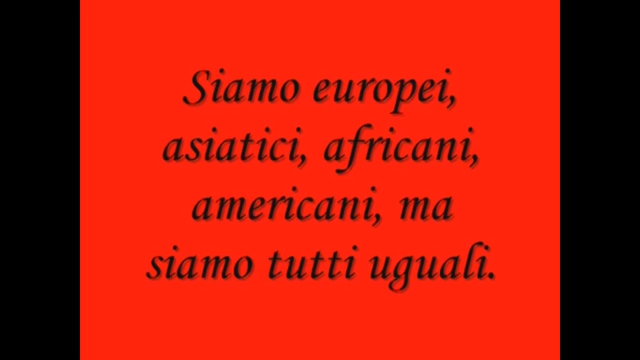 Siamo europei,
asiatici, africani,
americani, ma
siamo tutti uguali.